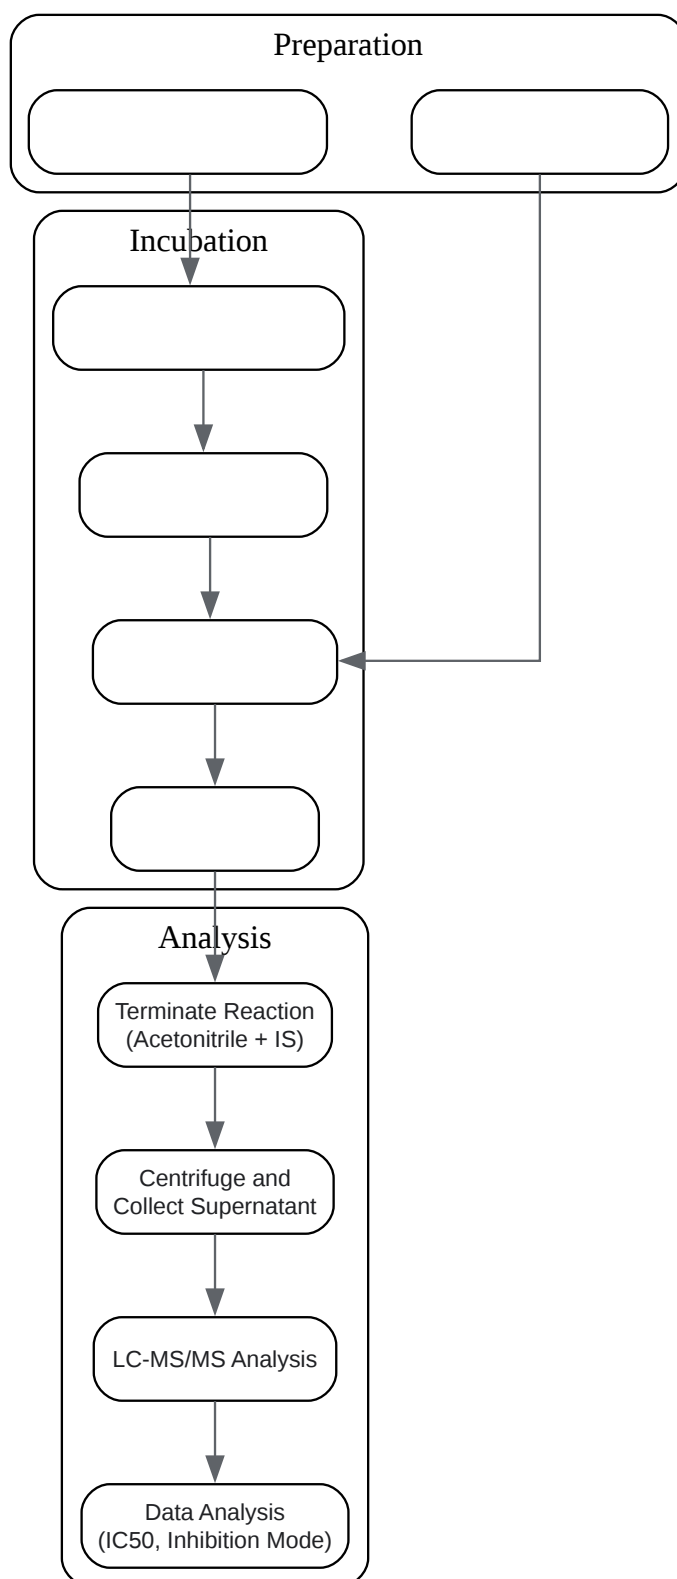 Preparation
Incubation
Analysis
Terminate Reaction
(Acetonitrile + IS)
Centrifuge and
Collect Supernatant
LC-MS/MS Analysis
Data Analysis
(IC50, Inhibition Mode)